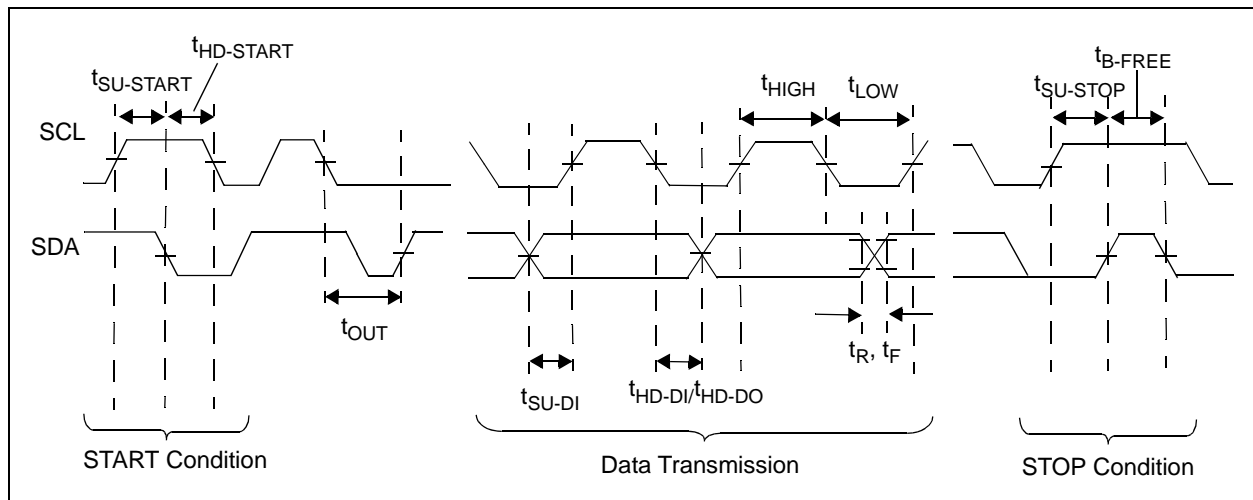 tHD-START
tSU-START
tB-FREE
tSU-STOP
tHIGH
tLOW
SCL
SDA
tOUT
tR, tF
tSU-DI
tHD-DI/tHD-DO
START Condition
Data Transmission
STOP Condition